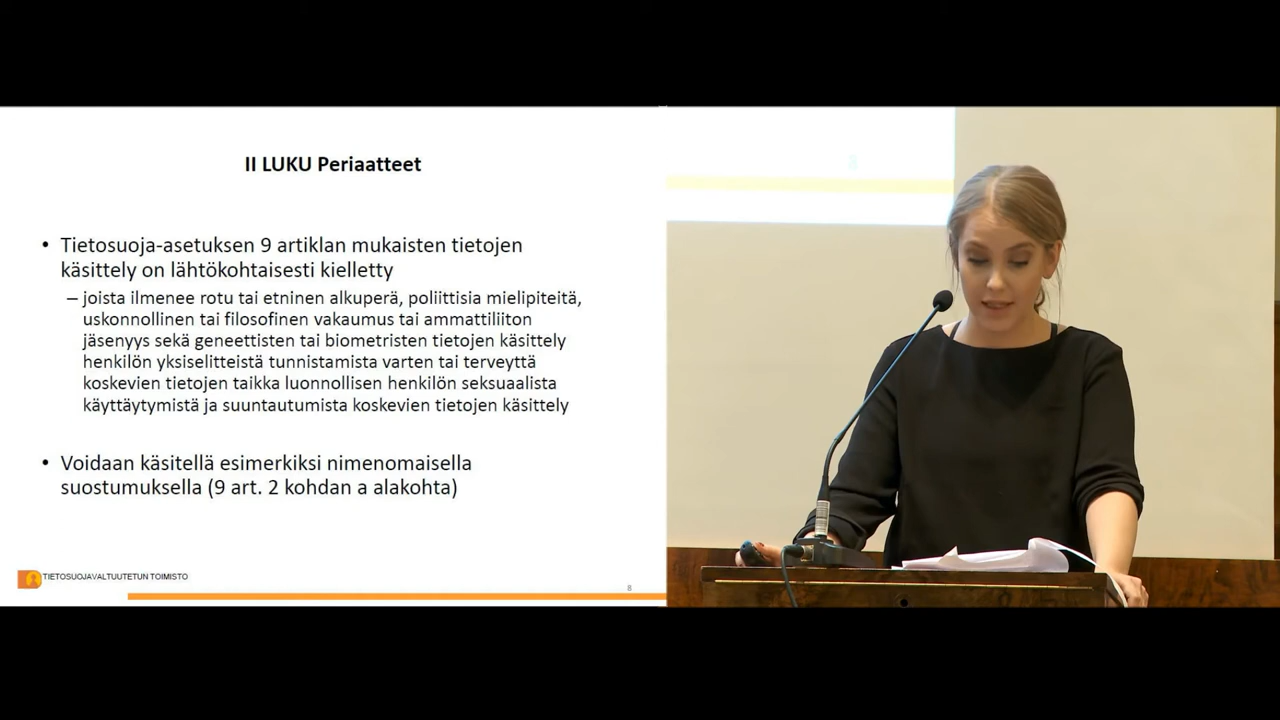 II LUKU Periaatteet
• Tietosuoja-asetuksen 9 artiklan mukaisten tietojen
käsittely on lähtökohtaisesti kielletty
– joista ilmenee rotu tai etninen alkuperä, poliittisia mielipiteitä,
uskonnollinen tai filosofinen vakaumus tai ammattiliiton
jäsenyys sekä geneettisten tai biometristen tietojen käsittely
henkilön yksiselitteistä tunnistamista varten tai terveyttä
koskevien tietojen taikka luonnollisen henkilön seksuaalista
käyttäytymistä ja suuntautumista koskevien tietojen käsittely
• Voidaan käsitellä esimerkiksi nimenomaisella
suostumuksella (9 art. 2 kohdan a alakohta)
TIETOSUOJAVALTUUTETUN TOIMISTO
8